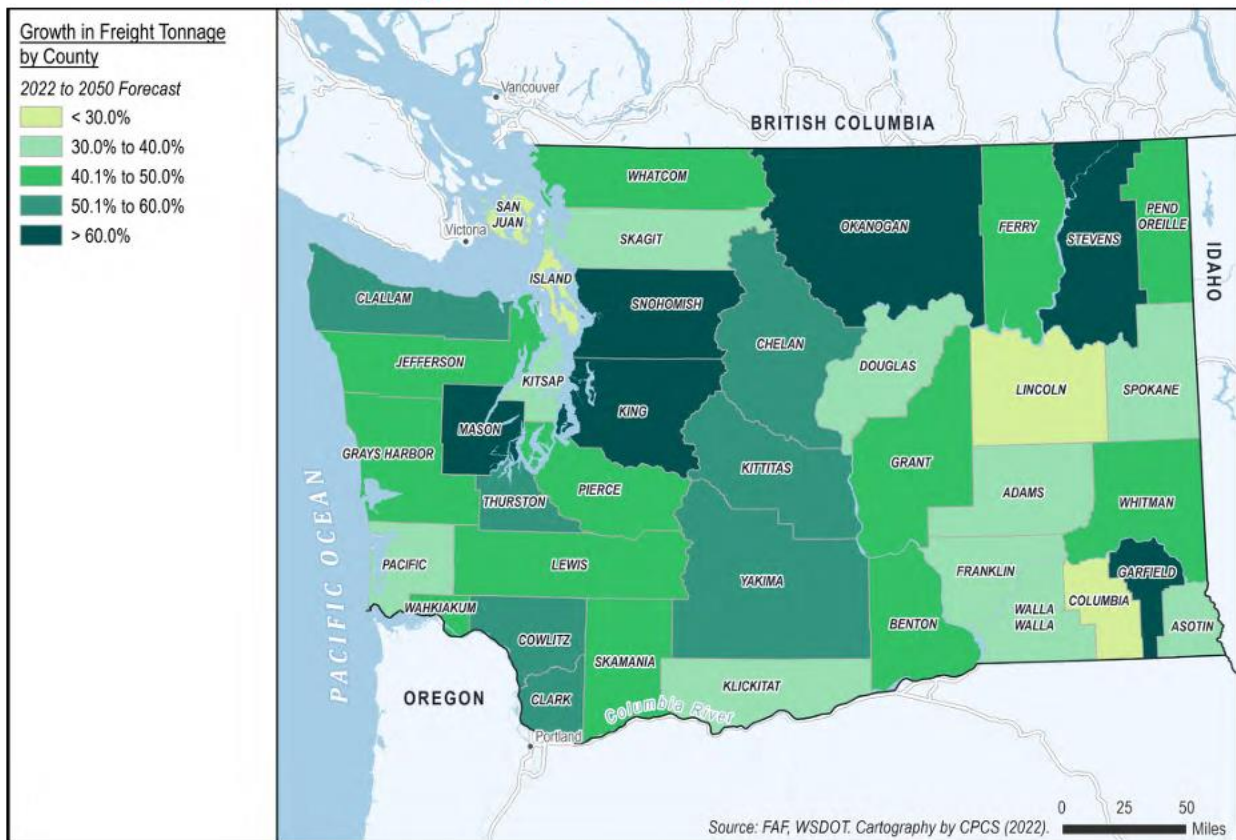 Growth in Freight Tonnage
by County
2022 to 2050 Forecast
< 30.0%
30.0% to 40.0%
40.1% to 50.0%
50.1% to 60.0%
> 60.0%
Vancouver
BRITISH COLUMBIA
WHATCOM
SAN
JUAN
Victoria
SKAGIT
OKANOGAN
FERRY
STEVENS
PEND
OREILLE
IDAHO
ISLAND
CLALLAM
SNOHOMISH
CHELAN
JEFFERSON
KITSAP
DOUGLAS
LINCOLN
SPOKANE
KING
MASON
GRAYS HARBOR
KITTITAS
GRANT
THURSTON
PIERCE
ADAMS
WHITMAN
PACIFIC OCEAN
PACIFIC
LEWIS
YAKIMA
FRANKLIN
GARFIELD
COLUMBIA
WAHKIAKUM
WALLA
WALLA
ASOTIN
COWLITZ
BENTON
SKAMANIA
KLICKITAT
OREGON
CLARK
Columbia River
Portland
0 25 50
Miles
Source: FAF, WSDOT. Cartography by CPCS (2022).